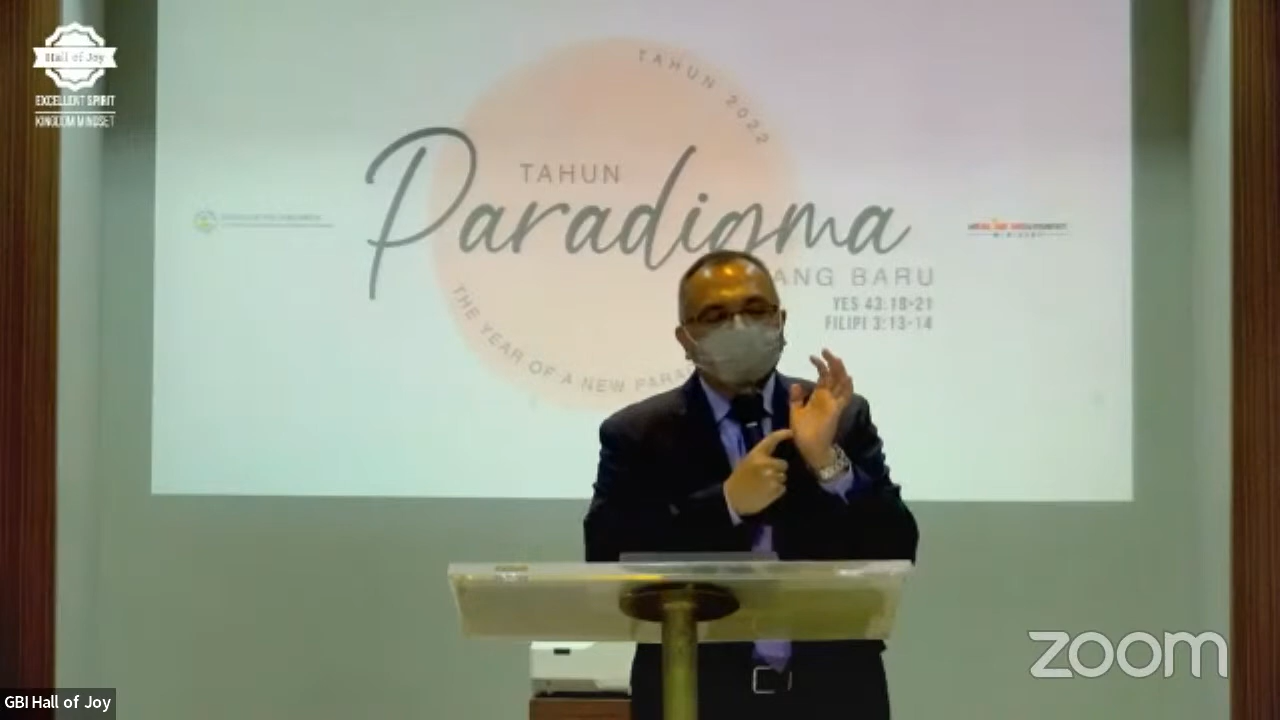 Hall of Joy
EXCELLENT SPIRIT
KINGDOM MINDSET
TAHUN 2022
TAHUN
Paradigma
ANG BARU
YES 43:18-21
FILIPI 3:13-14
THE YEAR OF A NEW PARA
zoom
GBI Hall of Joy